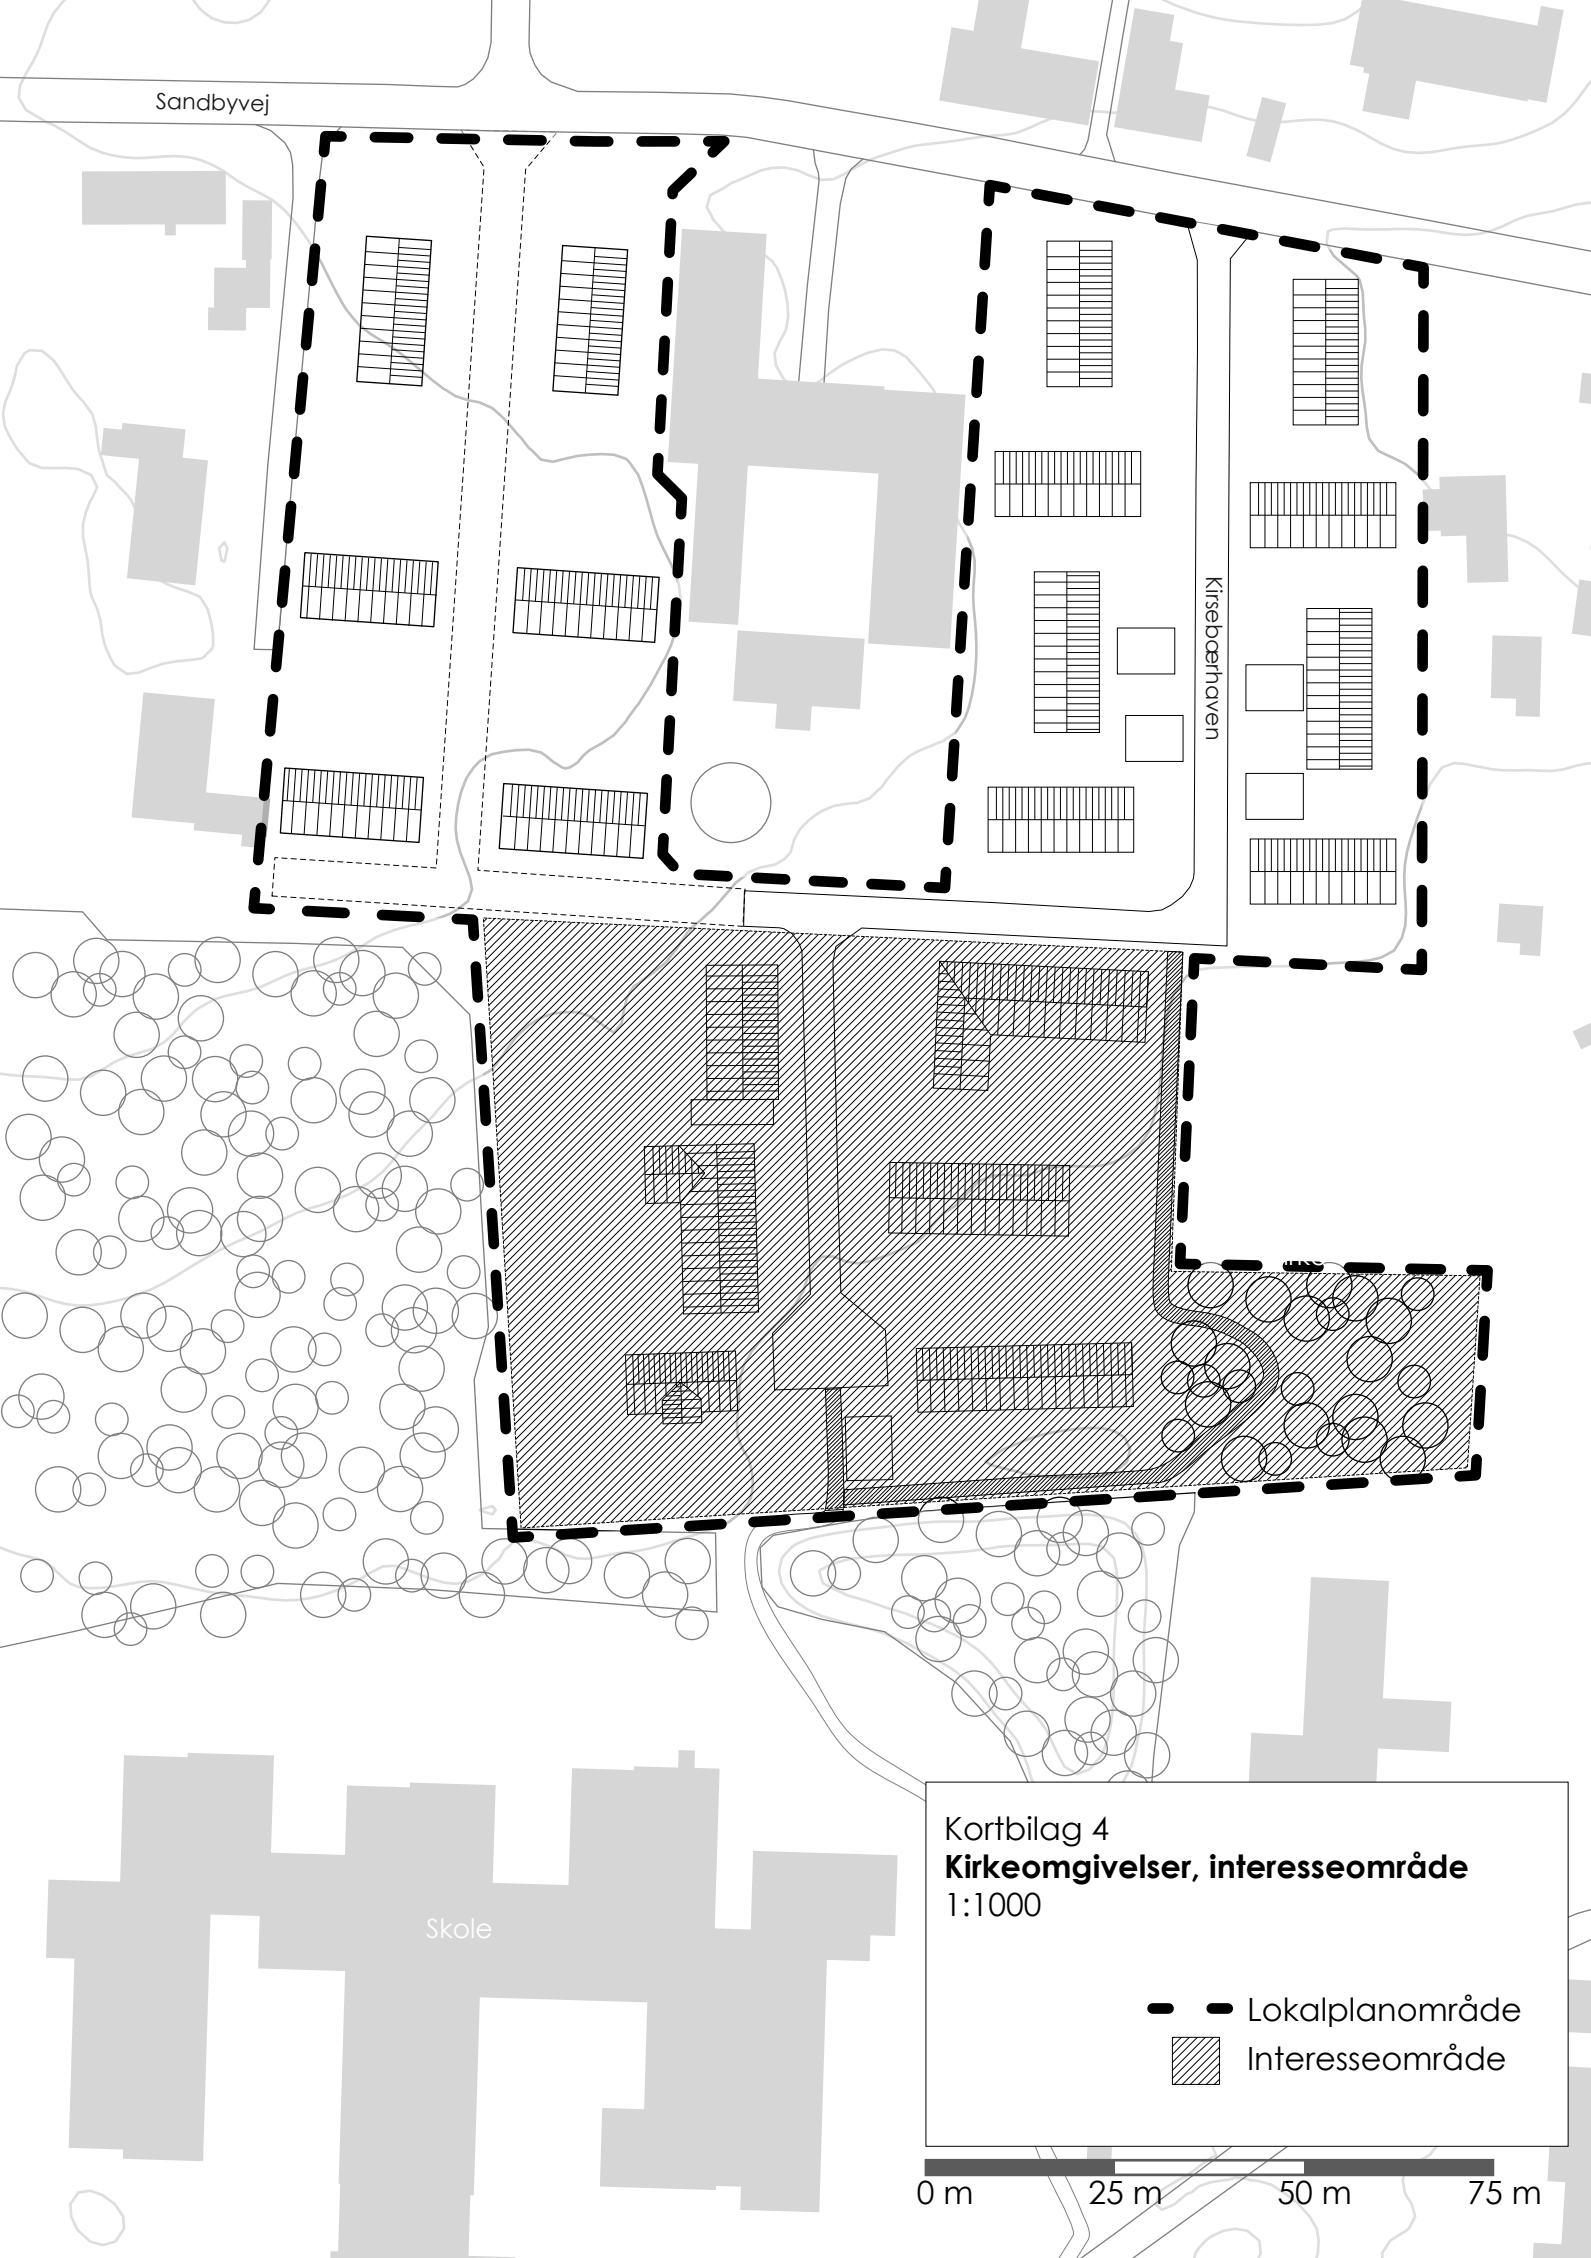 Sandbyvej
Kirsebærhaven
Skole
Kortbilag 4
Kirkeomgivelser, interesseområde
1:1000
Lokalplanområde
Interesseområde
0 m 25 m 50 m 75 m